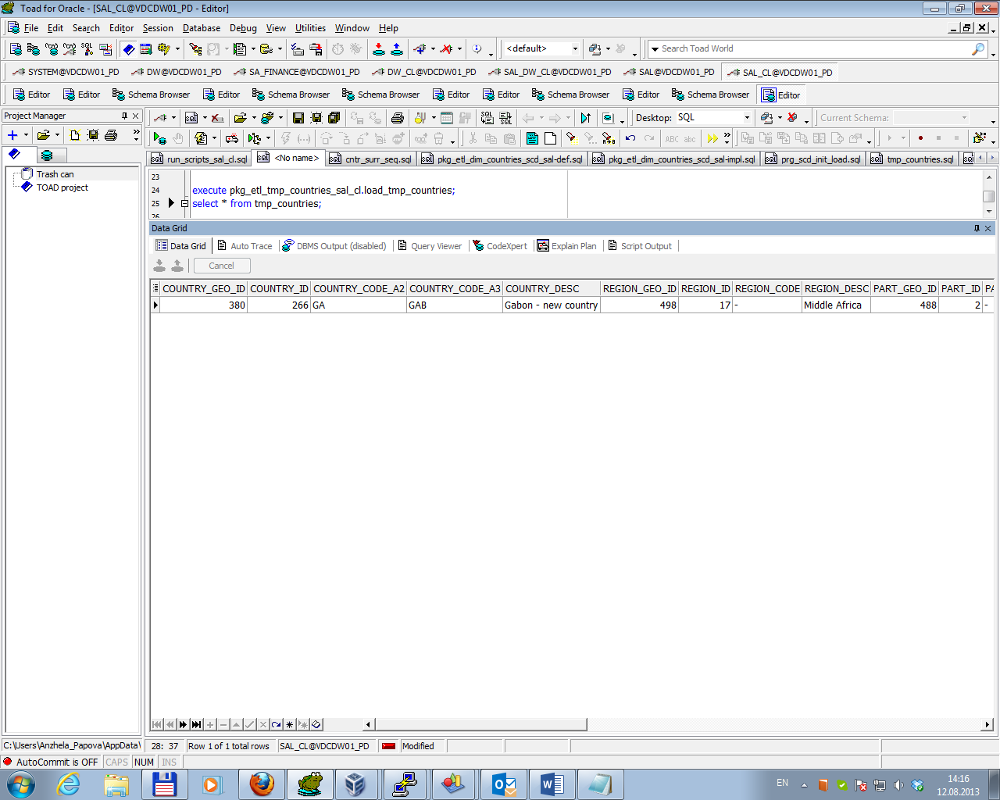 Toad for Oracle - [SAL_CL@VDCDW01_PD - Editor]
File Edit Search Editor Session Database Debug View Utilities Window Help
<default> Search Toad World
SYSTEM@VDCDW01_PD DW@VDCDW01_PD SA_FINANCE@VDCDW01_PD DW_CL@VDCDW01_PD SAL_DW_CL@VDCDW01_PD SAL@VDCDW01_PD SAL_CL@VDCDW01_PD
Editor Editor Schema Browser Editor Schema Browser Schema Browser Editor Editor Schema Browser Editor Schema Browser Editor
Project Manager
Desktop: SQL Current Schema:
ABC abc
run_scripts_sal_cl.sql <No name> cntr_surr_seq.sql pkg_etl_dim_countries_scd_sal-def.sql pkg_etl_dim_countries_scd_sal-impl.sql prg_scd_init_load.sql tmp_countries.sql
Trash can
TOAD project
23
24 execute pkg_etl_tmp_countries_sal_cl.load_tmp_countries;
25 select * from tmp_countries;
26
Data Grid
Data Grid Auto Trace DBMS Output (disabled) Query Viewer CodeXpert Explain Plan Script Output
Cancel
COUNTRY_GEO_ID COUNTRY_ID COUNTRY_CODE_A2 COUNTRY_CODE_A3 COUNTRY_DESC REGION_GEO_ID REGION_ID REGION_CODE REGION_DESC PART_GEO_ID PART_ID PA
380 266 GA GAB Gabon - new country 498 17 - Middle Africa 488 2 -
C:\Users\Anzhela_Papova\AppData\ 28: 37 Row 1 of 1 total rows SAL_CL@VDCDW01_PD Modified
AutoCommit is OFF CAPS NUM INS
EN 14:16
12.08.2013